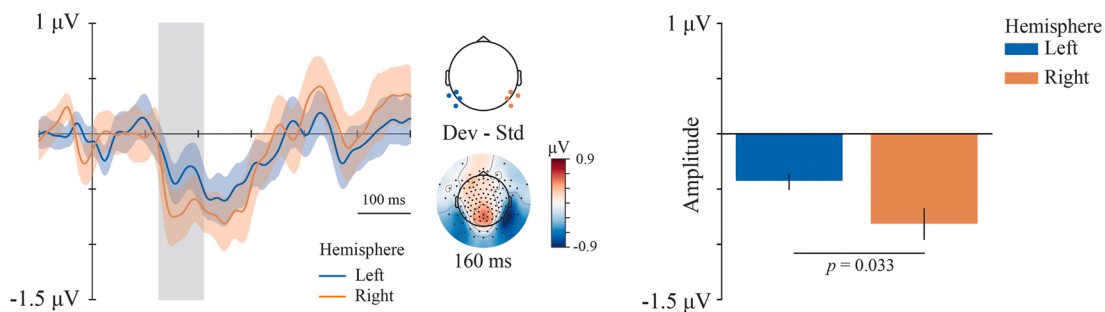 1 µV
-1.5 µV
100 ms
Hemisphere
Left
Right
Dev - Std
µV
0.9
-0.9
160 ms
1 µV
Amplitude
-1.5 µV
p = 0.033
Hemisphere
Left
Right